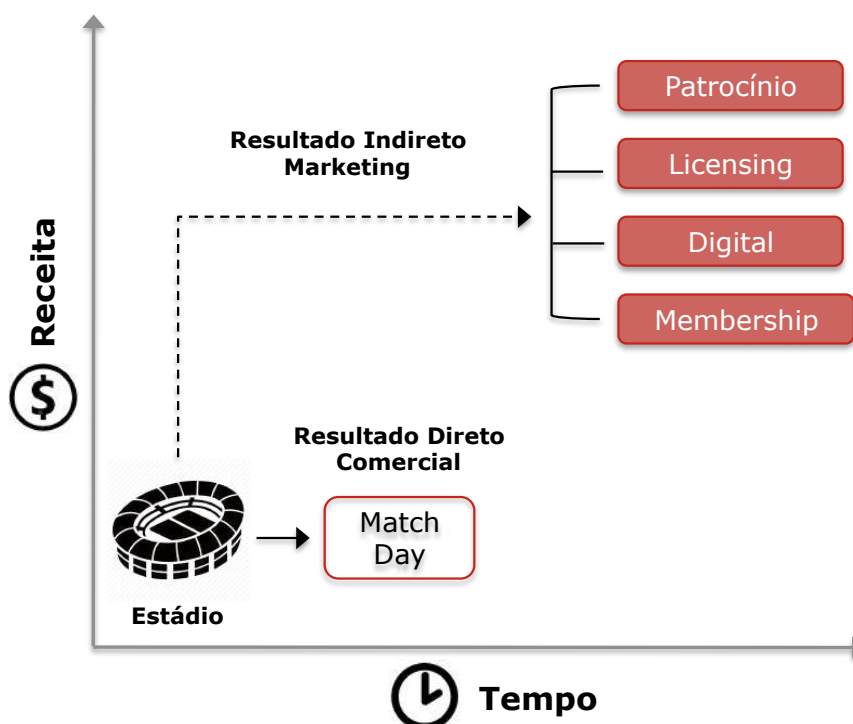 Patrocínio
Resultado Indireto
Marketing
Licensing
Digital
Membership
$ Receita
Resultado Direto
Comercial
Match
Day
Estádio
Tempo